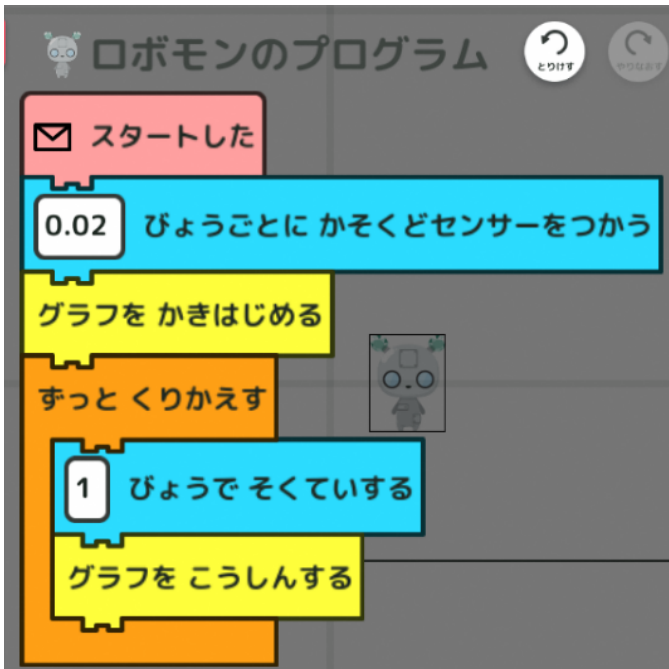 ロボモンのプログラム
とりけす
やりなおす
スタートした
0.02 びょうごとに かそくどセンサーをつかう
グラフを かきはじめる
ずっと くりかえす
1 びょうで そくていする
グラフを こうしんする